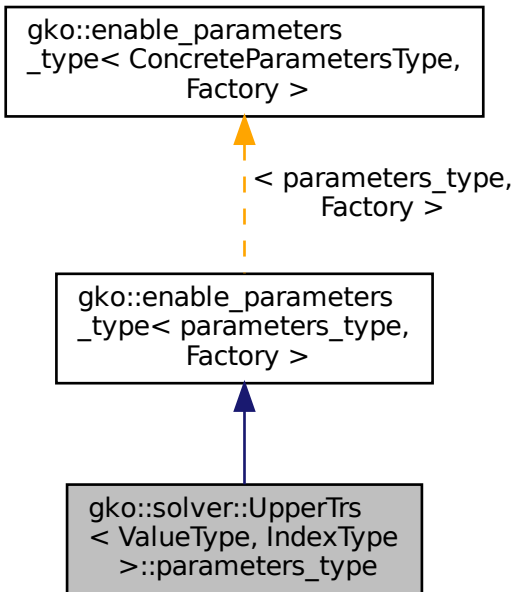 gko::enable_parameters
_type< ConcreteParametersType,
Factory >
< parameters_type,
Factory >
gko::enable_parameters
_type< parameters_type,
Factory >
gko::solver::UpperTrs
< ValueType, IndexType
>::parameters_type